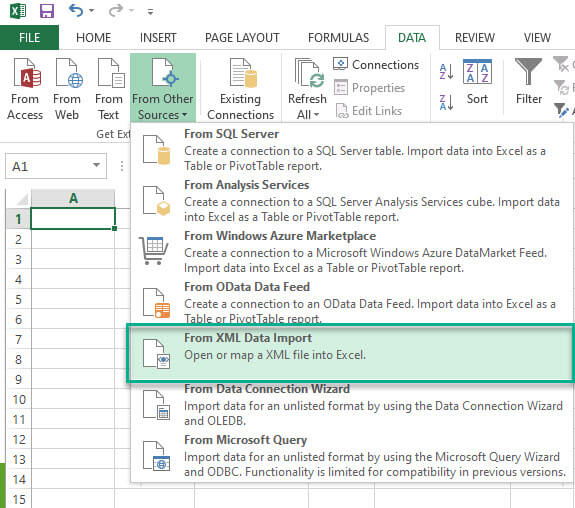 FILE HOME INSERT PAGE LAYOUT FORMULAS DATA REVIEW VIEW
From Access
From Web
From Text
From Other Sources
Existing Connections
Refresh All
Connections
Properties
Edit Links
A Z
Z A
Z A
A Z
Sort
Filter
Get Ext
A1
A
1
2
3
4
5
6
7
8
9
10
11
12
13
14
15
From SQL Server
Create a connection to a SQL Server table. Import data into Excel as a
Table or PivotTable report.
From Analysis Services
Create a connection to a SQL Server Analysis Services cube. Import data
into Excel as a Table or PivotTable report.
From Windows Azure Marketplace
Create a connection to a Microsoft Windows Azure DataMarket Feed.
Import data into Excel as a Table or PivotTable report.
From OData Data Feed
Create a connection to an OData Data Feed. Import data into Excel as a
Table or PivotTable report.
From XML Data Import
Open or map a XML file into Excel.
From Data Connection Wizard
Import data for an unlisted format by using the Data Connection Wizard
and OLEDB.
From Microsoft Query
Import data for an unlisted format by using the Microsoft Query Wizard
and ODBC. Functionality is limited for compatibility in previous versions.